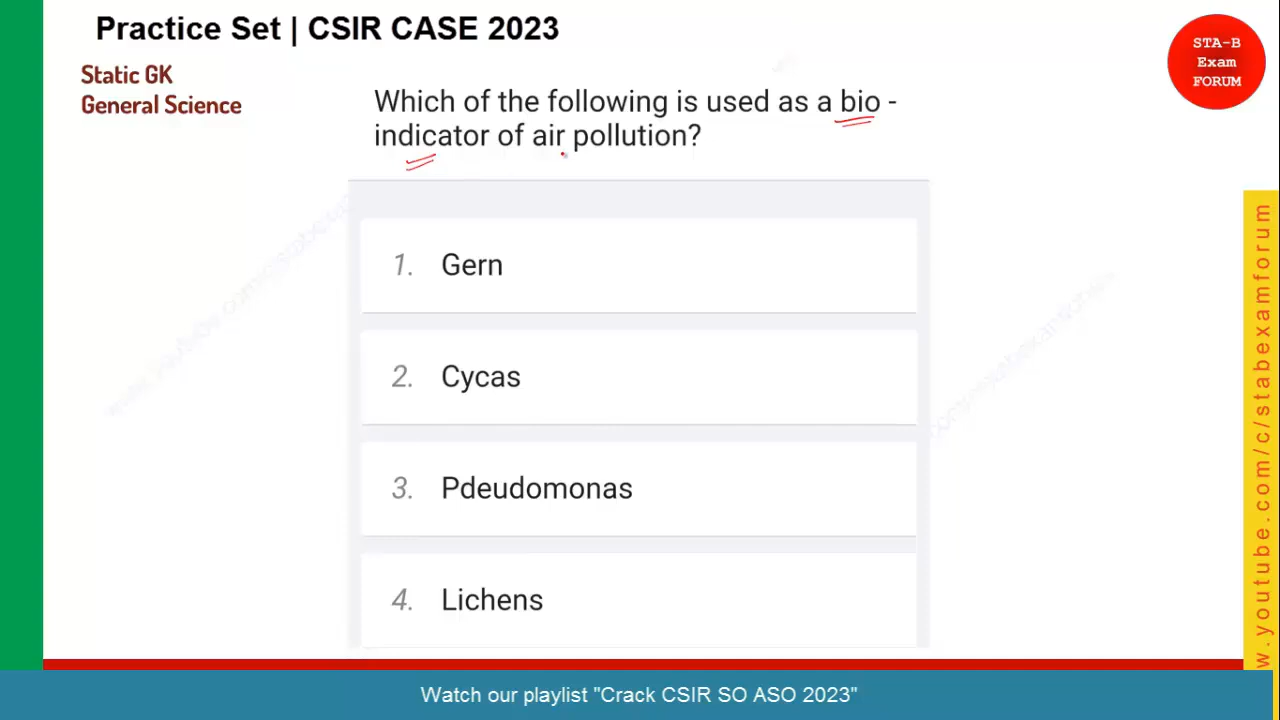 Practice Set | CSIR CASE 2023
STA-B
Exam
FORUM
Static GK
General Science
Which of the following is used as a bio -
indicator of air pollution?
1. Gern
2. Cycas
3. Pdeudomonas
4. Lichens
w.youtube.com/c/stabexamforum
Watch our playlist "Crack CSIR SO ASO 2023"